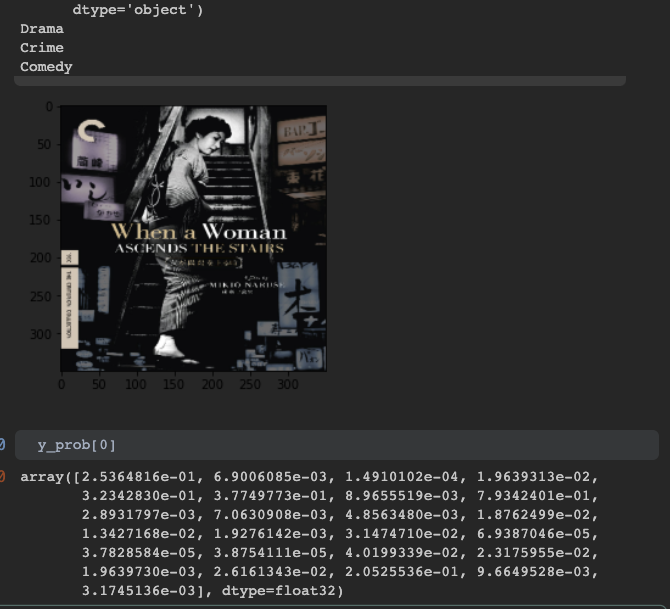 dtype='object')
Drama
Crime
Comedy
0
50
100
150
200
250
300
When a Woman
ASCENDS THE STAIRS
MIKIO NARUSE
木
0 50 100 150 200 250 300
0 y_prob[0]
0 array([2.5364816e-01, 6.9006085e-03, 1.4910102e-04, 1.9639313e-02,
3.2342830e-01, 3.7749773e-01, 8.9655519e-03, 7.9342401e-01,
2.8931797e-03, 7.0630908e-03, 4.8563480e-03, 1.8762499e-02,
1.3427168e-02, 1.9276142e-03, 3.1474710e-02, 6.9387046e-05,
3.7828584e-05, 3.8754111e-05, 4.0199339e-02, 2.3175955e-02,
1.9639730e-03, 2.6161343e-02, 2.0525536e-01, 9.6649528e-03,
3.1745136e-03], dtype=float32)